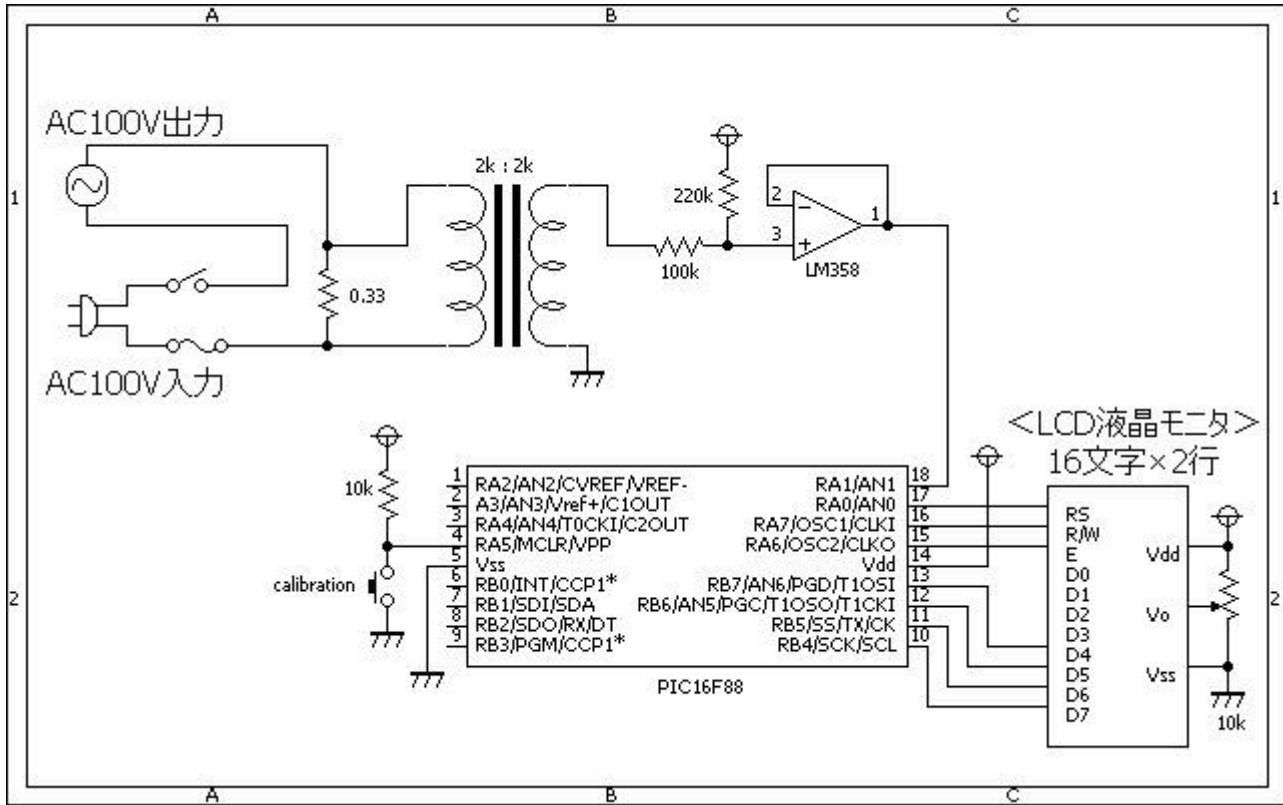 A B C
1 1
2 2
AC100V出力
AC100V入力
0.33
2k : 2k
220k
100k
2
3
1
LM358
10k
calibration
1 RA2/AN2/CVREF/VREF-
2 A3/AN3/Vref+/C1OUT
3 RA4/AN4/T0CKI/C2OUT
4 RA5/MCLR/VPP
5 Vss
6 RB0/INT/CCP1*
7 RB1/SDI/SDA
8 RB2/SDO/RX/DT
9 RB3/PGM/CCP1*
RA1/AN1 18
RA0/AN0 17
RA7/OSC1/CLKI 16
RA6/OSC2/CLKO 15
Vdd 14
RB7/AN6/PGD/T1OSI 13
RB6/AN5/PGC/T1OSO/T1CKI 12
RB5/SS/TX/CK 11
RB4/SCK/SCL 10
PIC16F88
<LCD液晶モニタ>
16文字×2行
RS
R/W
E
D0
D1
D2
D3
D4
D5
D6
D7
Vdd
Vo
Vss
10k
A B C